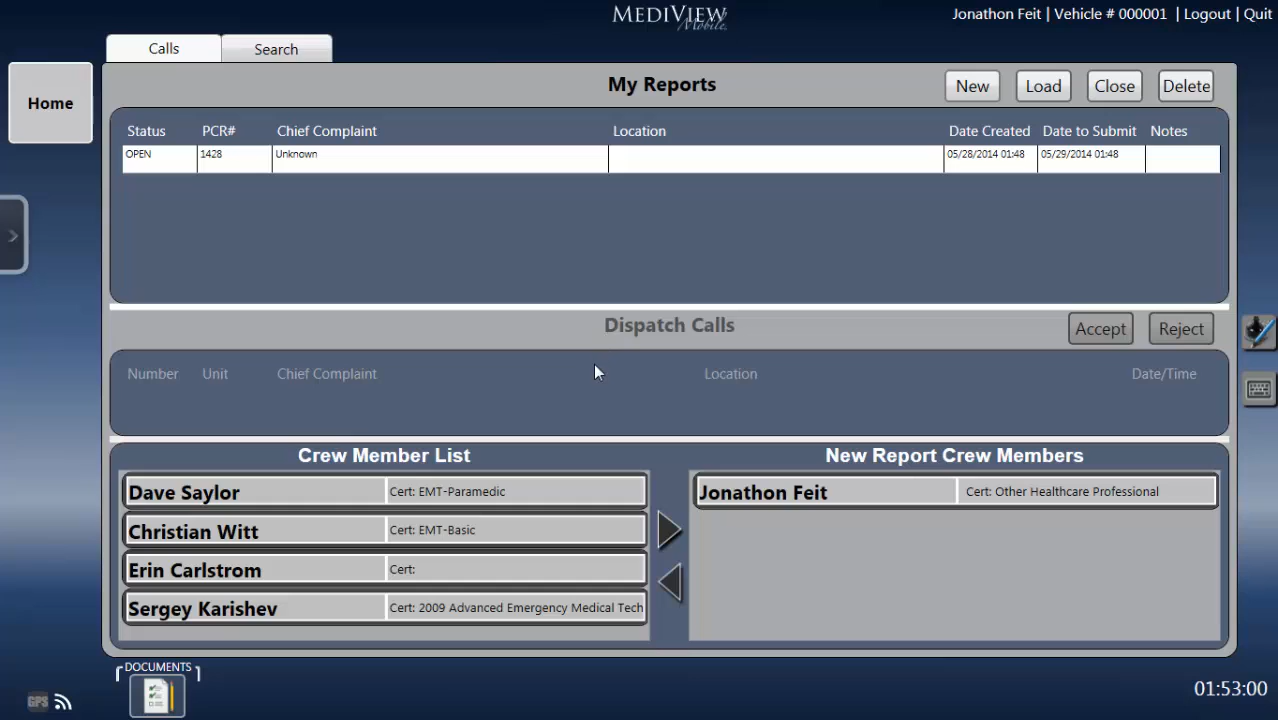 MEDIVIEW
Mobile
Jonathon Feit | Vehicle # 000001 | Logout | Quit
Calls
Search
Home
My Reports
New
Load
Close
Delete
Status PCR# Chief Complaint Location Date Created Date to Submit Notes
OPEN 1428 Unknown 05/28/2014 01:48 05/29/2014 01:48
Dispatch Calls
Accept
Reject
Number Unit Chief Complaint Location Date/Time
Crew Member List
New Report Crew Members
Dave Saylor Cert: EMT-Paramedic
Jonathon Feit Cert: Other Healthcare Professional
Christian Witt Cert: EMT-Basic
Erin Carlstrom Cert:
Sergey Karishev Cert: 2009 Advanced Emergency Medical Tech
DOCUMENTS
GPS
01:53:00